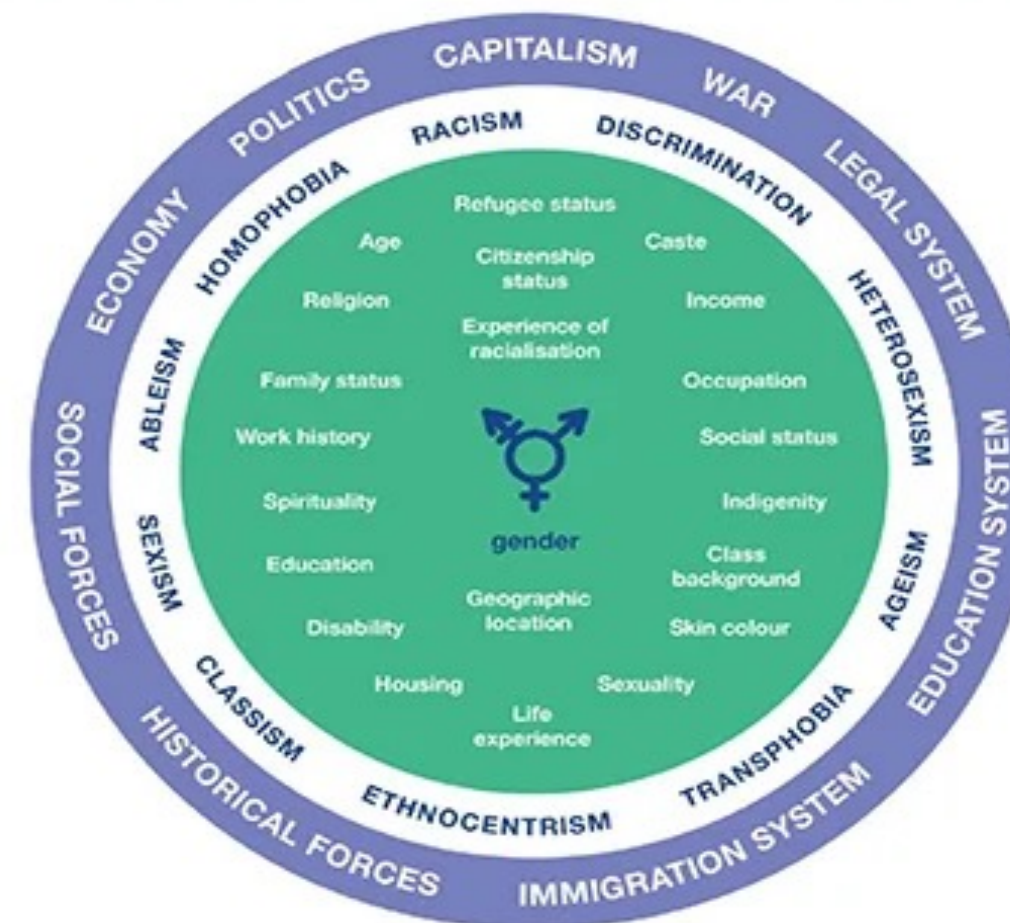 CAPITALISM
WAR
LEGAL SYSTEM
EDUCATION SYSTEM
IMMIGRATION SYSTEM
HISTORICAL FORCES
SOCIAL FORCES
ECONOMY
POLITICS
RACISM
DISCRIMINATION
HETEROSEXISM
AGEISM
TRANSPHOBIA
ETHNOCENTRISM
CLASSISM
SEXISM
ABLEISM
HOMOPHOBIA
Refugee status
Age
Citizenship
status
Caste
Religion
Income
Experience of
racialisation
Family status
Occupation
Work history
Social status
Spirituality
Indigenity
gender
Education
Class
background
Geographic
location
Disability
Skin colour
Housing
Sexuality
Life
experience